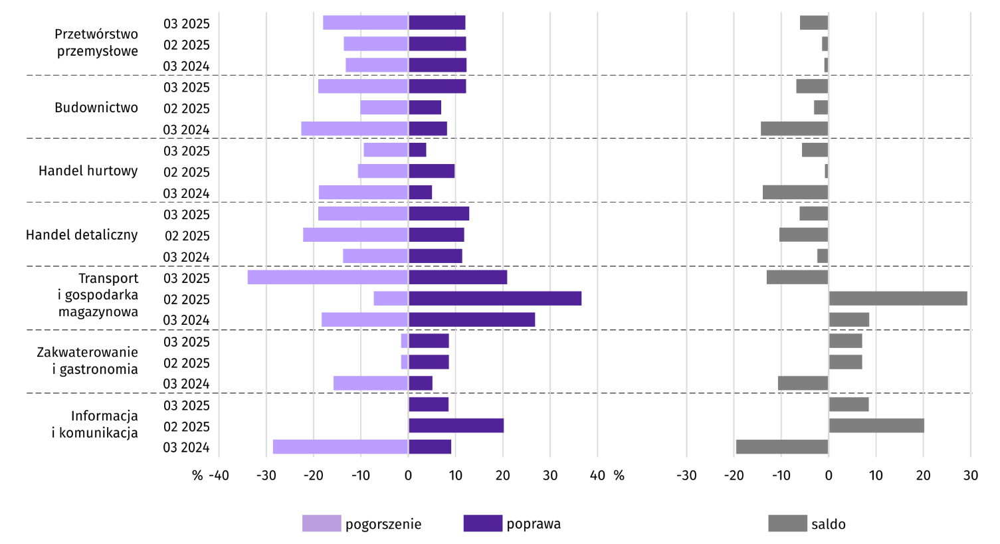 Przetwórstwo
przemysłowe
03 2025
02 2025
03 2024
Budownictwo
03 2025
02 2025
03 2024
Handel hurtowy
03 2025
02 2025
03 2024
Handel detaliczny
03 2025
02 2025
03 2024
Transport
i gospodarka
magazynowa
03 2025
02 2025
03 2024
Zakwaterowanie
i gastronomia
03 2025
02 2025
03 2024
Informacja
i komunikacja
03 2025
02 2025
03 2024
% -40 -30 -20 -10 0 10 20 30 40 % -30 -20 -10 0 10 20 30
pogorszenie poprawa saldo